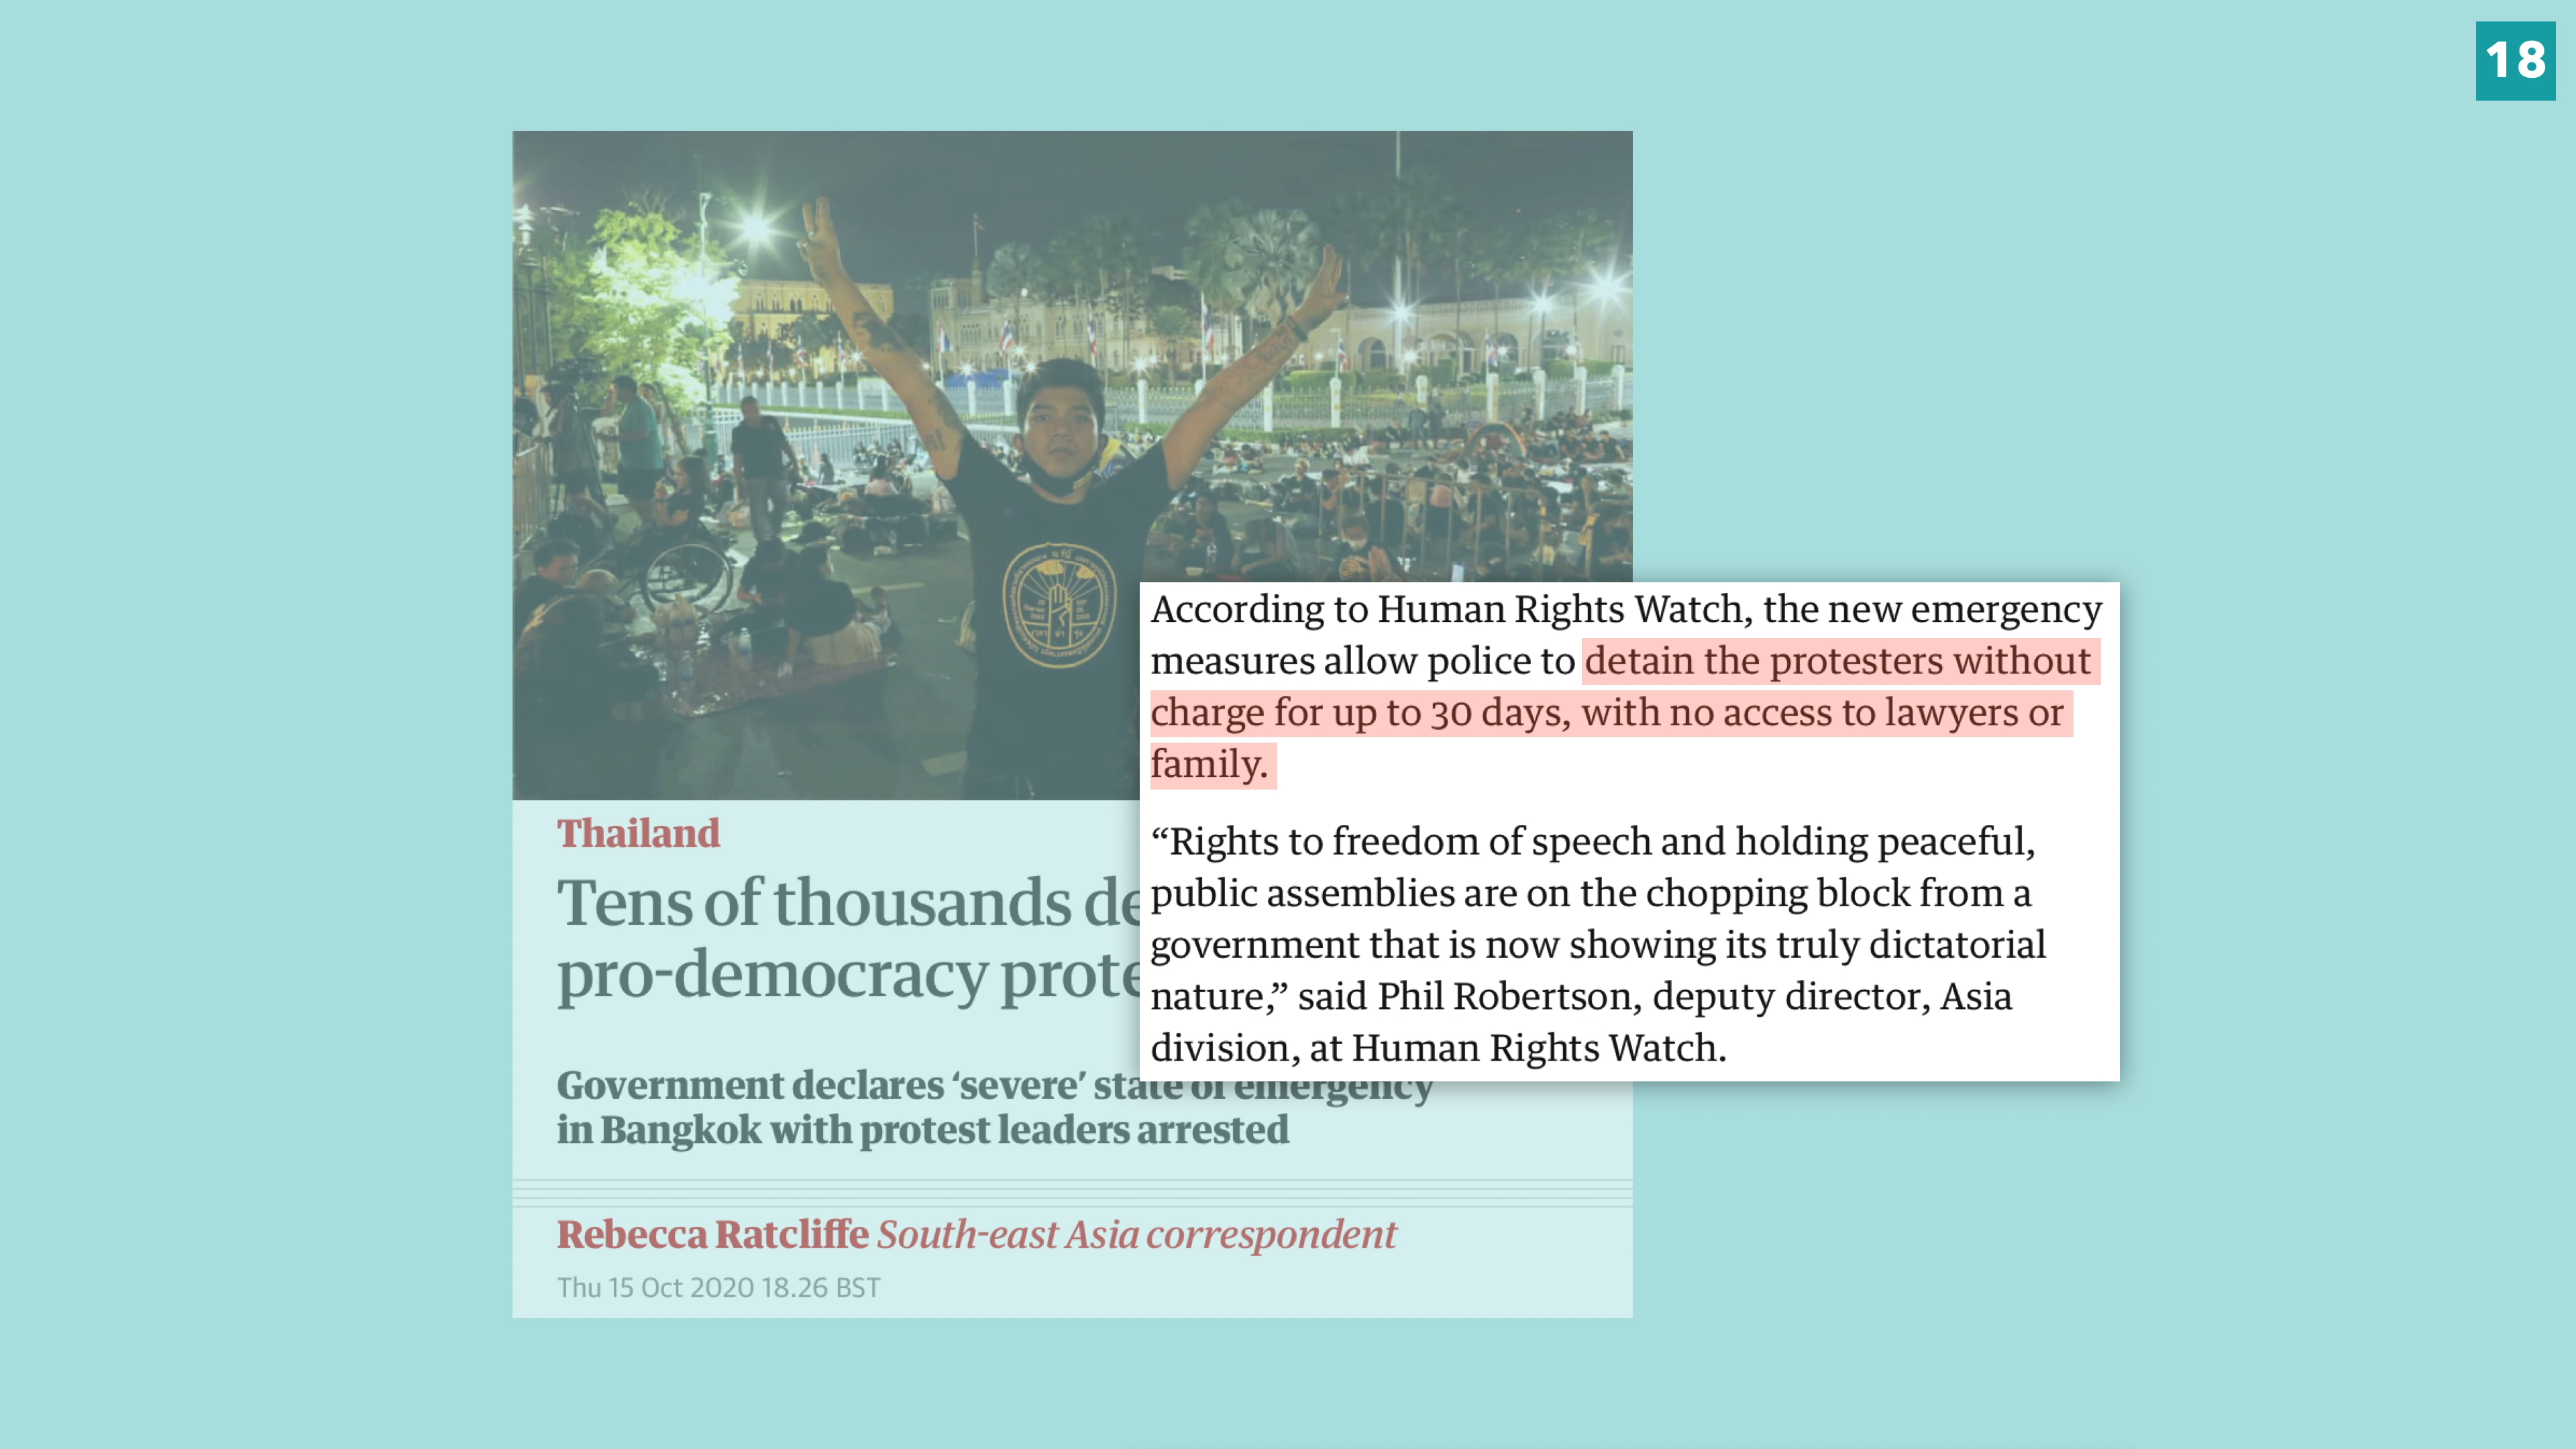 18
According to Human Rights Watch, the new emergency
measures allow police to detain the protesters without
charge for up to 30 days, with no access to lawyers or
family.
“Rights to freedom of speech and holding peaceful,
public assemblies are on the chopping block from a
government that is now showing its truly dictatorial
nature,” said Phil Robertson, deputy director, Asia
division, at Human Rights Watch.
Thailand
Tens of thousands de
pro-democracy prote
Government declares ‘severe’ state of emergency
in Bangkok with protest leaders arrested
Rebecca Ratcliffe South-east Asia correspondent
Thu 15 Oct 2020 18.26 BST